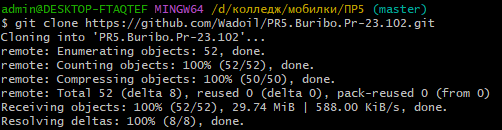 admin@DESKTOP-FTAQTEF MINGW64 /d/колледж/мобилки/ПР5 (master)
$ git clone https://github.com/Wadoil/PR5.Buribo.Pr-23.102.git
Cloning into 'PR5.Buribo.Pr-23.102'...
remote: Enumerating objects: 52, done.
remote: Counting objects: 100% (52/52), done.
remote: Compressing objects: 100% (50/50), done.
remote: Total 52 (delta 8), reused 0 (delta 0), pack-reused 0 (from 0)
Receiving objects: 100% (52/52), 29.74 MiB | 588.00 KiB/s, done.
Resolving deltas: 100% (8/8), done.